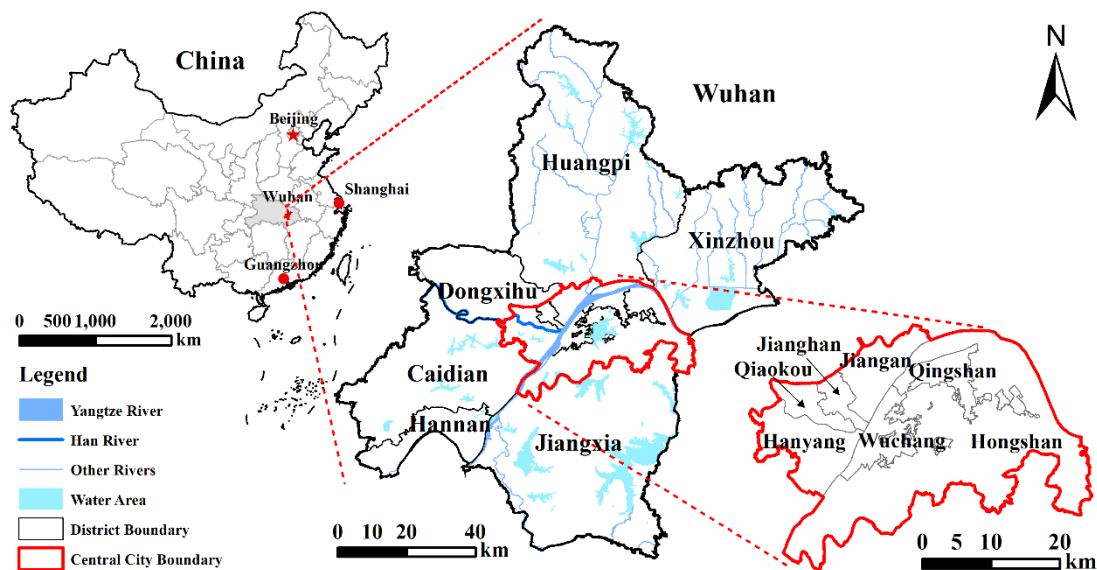 China
Beijing
Wuhan
Shanghai
Guangzhou
0 500 1,000 2,000
km
Legend
Yangtze River
Han River
Other Rivers
Water Area
District Boundary
Central City Boundary
Wuhan
N
Huangpi
Xinzhou
Dongxihu
Caidian
Hannan
Jiangxia
0 10 20 40
km
Jianghan
Jiangan
Qiaokou
Qingshan
Hanyang
Wuchang
Hongshan
0 5 10 20
km